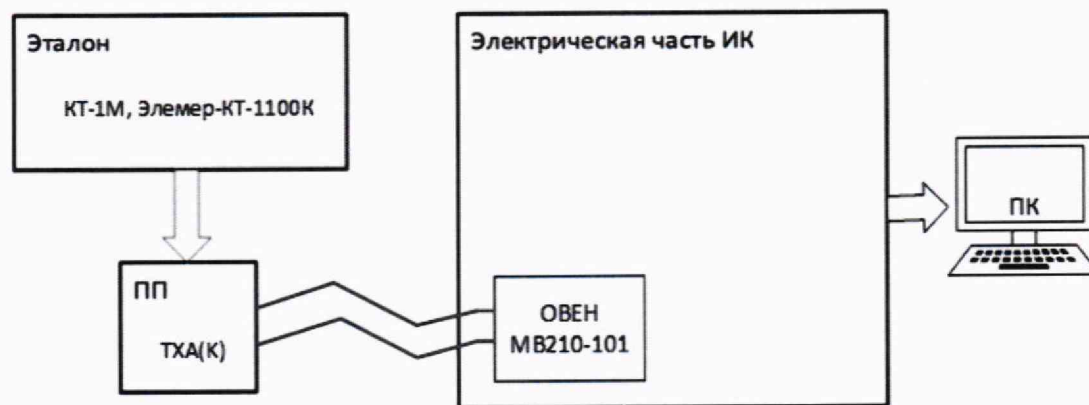 Эталон
КТ-1М, Элемер-КТ-1100К
Электрическая часть ИК
ПК
ПП
ТХА(К)
ОВЕН
МВ210-101